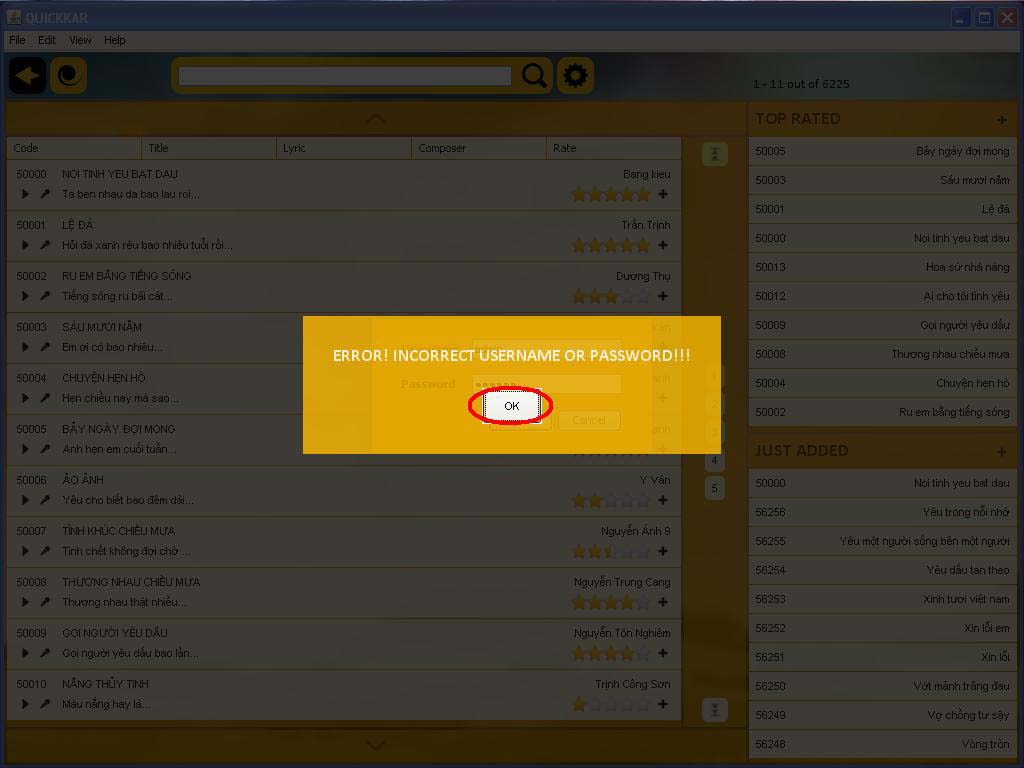 QUICKKAR
File Edit View Help
1 - 11 out of 6225
Code Title Lyric Composer Rate
50000 NOI TINH YEU BAT DAU Bang kieu
Ta ben nhau da bao lau roi...
50001 LỆ ĐÁ Trần Trịnh
Hỏi đá xanh rêu bao nhiêu tuổi rồi...
50002 RU EM BẰNG TIẾNG SÓNG Dương Thụ
Tiếng sóng ru bãi cát...
50003 SÁU MƯƠI NĂM
Em ơi có bao nhiêu...
50004 CHUYỆN HẸN HÒ
Hẹn chiều nay mà sao...
50005 BẢY NGÀY ĐỢI MONG
Anh hẹn em cuối tuần...
50006 ẢO ẢNH Y Vân
Yêu cho biết bao đêm dài...
50007 TÌNH KHÚC CHIỀU MƯA Nguyễn Ánh 9
Tình chết không đợi chờ ...
50008 THƯƠNG NHAU CHIỀU MƯA Nguyễn Trung Cang
Thương nhau thật nhiều...
50009 GỌI NGƯỜI YÊU DẤU Nguyễn Tôn Nghiêm
Gọi người yêu dấu bao lần...
50010 NẮNG THỦY TINH Trịnh Công Sơn
Màu nắng hay là...
4
5
ERROR! INCORRECT USERNAME OR PASSWORD!!!
Password
OK
Cancel
TOP RATED +
50005 Bảy ngày đợi mong
50003 Sáu mươi năm
50001 Lệ đá
50000 Noi tinh yeu bat dau
50013 Hoa sứ nhà nàng
50012 Ai cho tôi tình yêu
50009 Gọi người yêu dấu
50008 Thương nhau chiều mưa
50004 Chuyện hẹn hò
50002 Ru em bằng tiếng sóng
JUST ADDED +
50000 Noi tinh yeu bat dau
56256 Yêu trong nỗi nhớ
56255 Yêu một người sống bên một người
56254 Yêu dấu tan theo
56253 Xinh tươi việt nam
56252 Xin lỗi em
56251 Xin lỗi
56250 Vớt mảnh trăng đau
56249 Vợ chồng tư sậy
56248 Vòng tròn